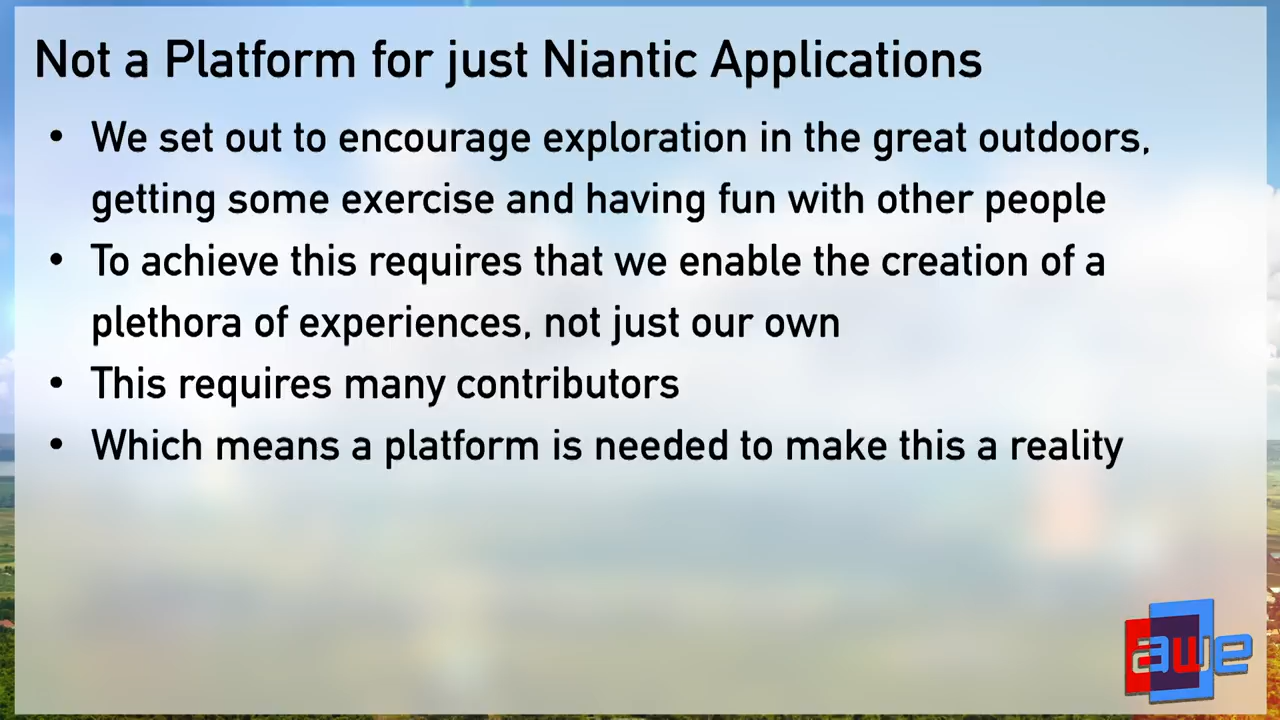 Not a Platform for just Niantic Applications
• We set out to encourage exploration in the great outdoors,
getting some exercise and having fun with other people
• To achieve this requires that we enable the creation of a
plethora of experiences, not just our own
• This requires many contributors
• Which means a platform is needed to make this a reality
awe